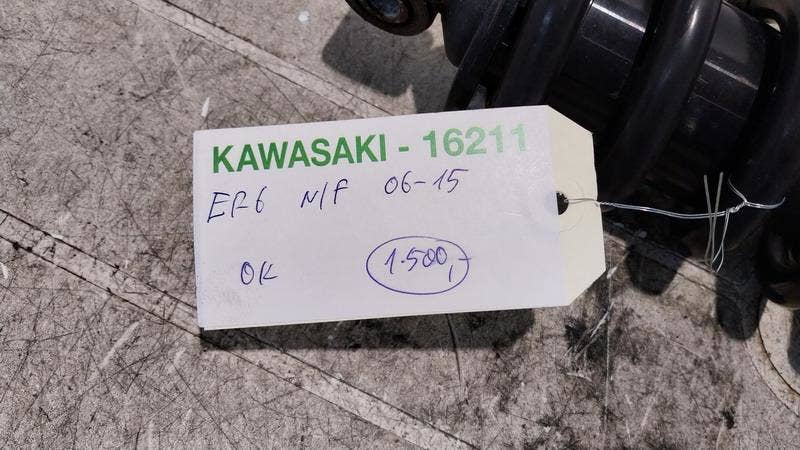 KAWASAKI - 16211
ER6 N/F 06-15
OK 1.500,-